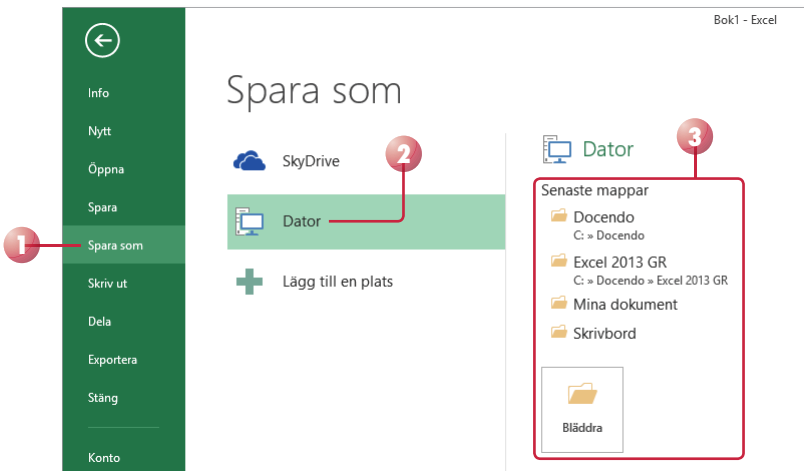 Bok1 - Excel
Info
Nytt
Öppna
Spara
Spara som
Skriv ut
Dela
Exportera
Stäng
Konto
1
Spara som
SkyDrive
2
Dator
Lägg till en plats
Dator
3
Senaste mappar
Docendo
C: » Docendo
Excel 2013 GR
C: » Docendo » Excel 2013 GR
Mina dokument
Skrivbord
Bläddra